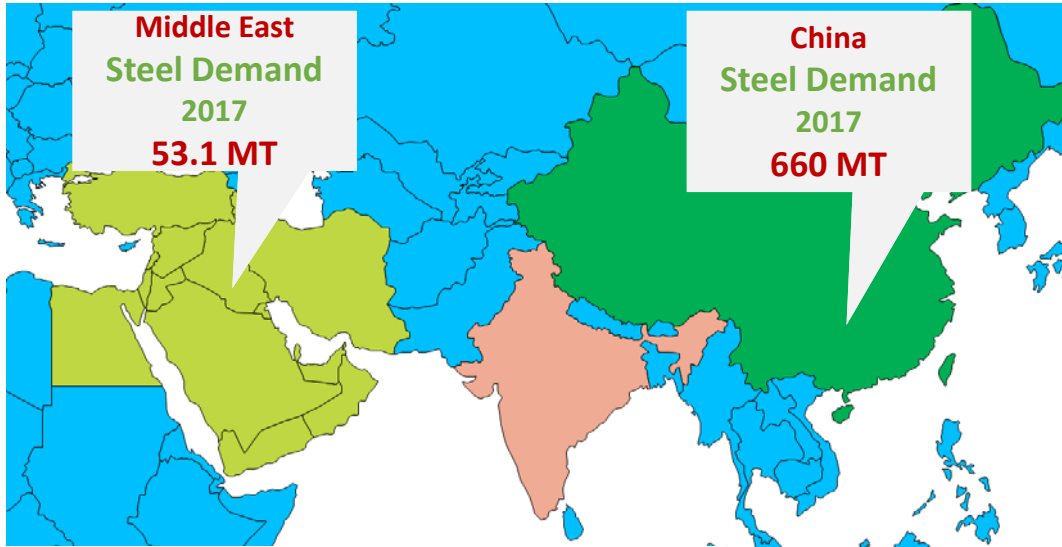 Middle East
Steel Demand
2017
53.1 MT
China
Steel Demand
2017
660 MT